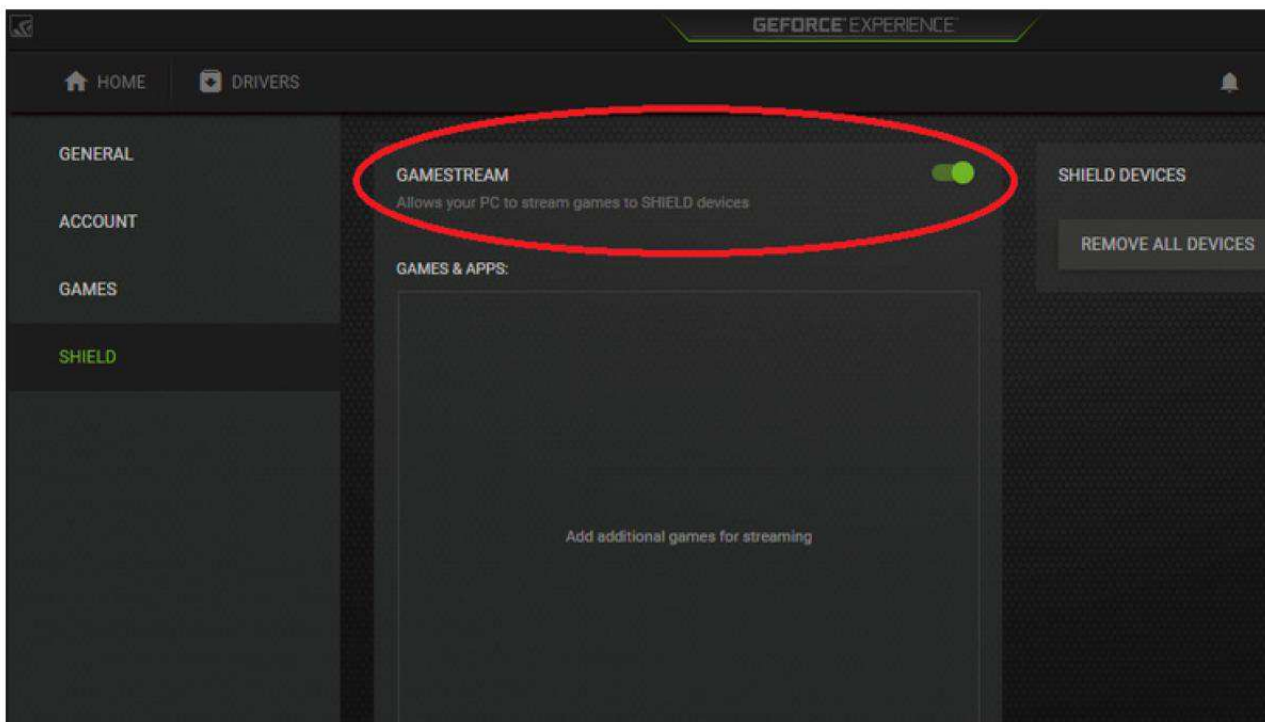 GEFORCE EXPERIENCE
HOME
DRIVERS
GENERAL
ACCOUNT
GAMES
SHIELD
GAMESTREAM
Allows your PC to stream games to SHIELD devices
GAMES & APPS:
Add additional games for streaming
SHIELD DEVICES
REMOVE ALL DEVICES